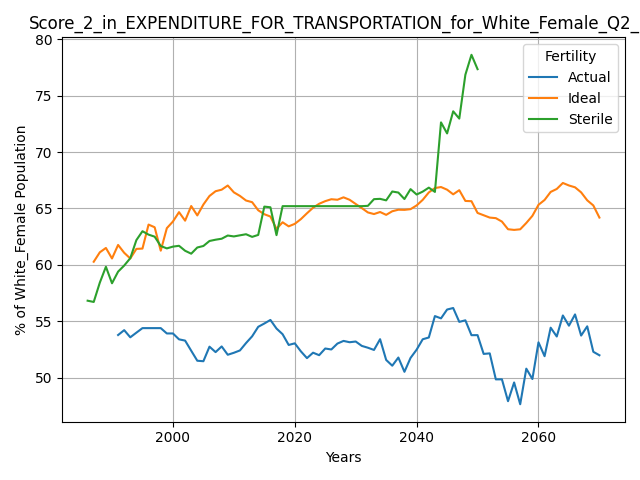 Score_2_in_EXPENDITURE_FOR_TRANSPORTATION_for_White_Female_Q2_
80
75
70
65
60
55
50
% of White_Female Population
Fertility
Actual
Ideal
Sterile
2000
2020
2040
2060
Years